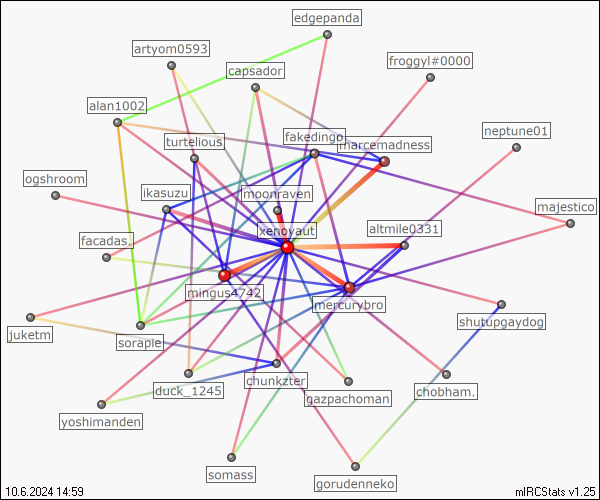 edgepanda
artyom0593
froggyl#0000
capsador
alan1002
neptune01
fakedingo
marcemadness
turtelious
ogshroom
ikasuzu
moonraven
majestico
xenoyaut
altmile0331
facadas.
mingus4742
mercurybro
shutupgaydog
juketm
sorapie
chunkzter
duck_1245
gazpachoman
chobham.
yoshimanden
somass
gorudenneko
10.6.2024 14:59
mIRCStats v1.25